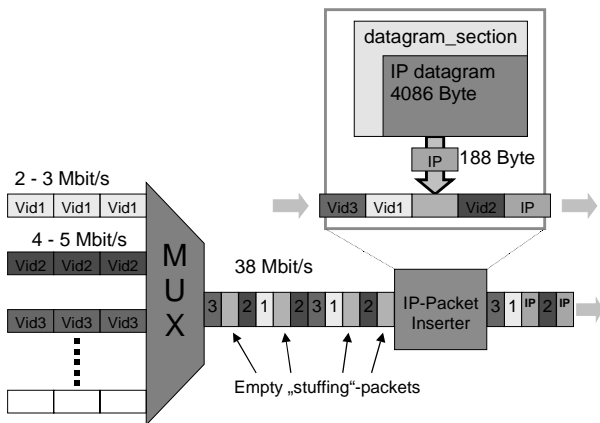 datagram_section
IP datagram
4086 Byte
IP
188 Byte
Vid3 Vid1 Vid2 IP
2 - 3 Mbit/s
Vid1 Vid1 Vid1
4 - 5 Mbit/s
Vid2 Vid2 Vid2
Vid3 Vid3 Vid3
MUX
38 Mbit/s
3 2 1 2 3 1 2
IP-Packet
Inserter
3 1 IP 2 IP
Empty „stuffing“-packets